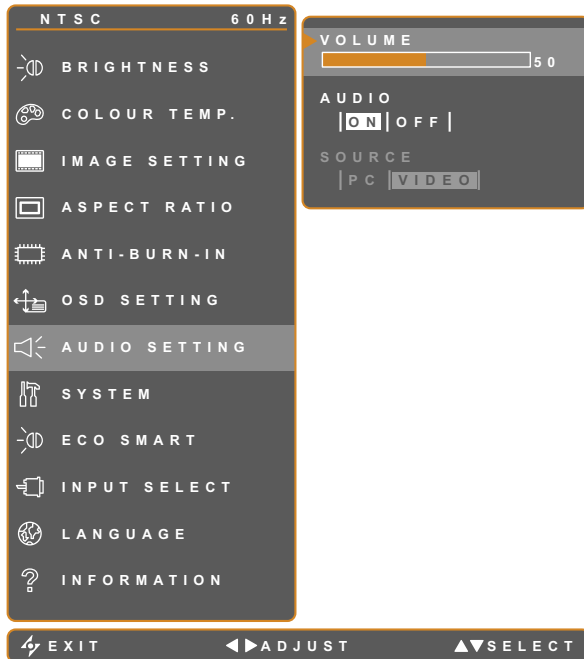 NTSC 60Hz
BRIGHTNESS
COLOUR TEMP.
IMAGE SETTING
ASPECT RATIO
ANTI-BURN-IN
OSD SETTING
AUDIO SETTING
SYSTEM
ECO SMART
INPUT SELECT
LANGUAGE
INFORMATION
VOLUME
50
AUDIO
ON OFF
SOURCE
PC VIDEO
EXIT ADJUST SELECT